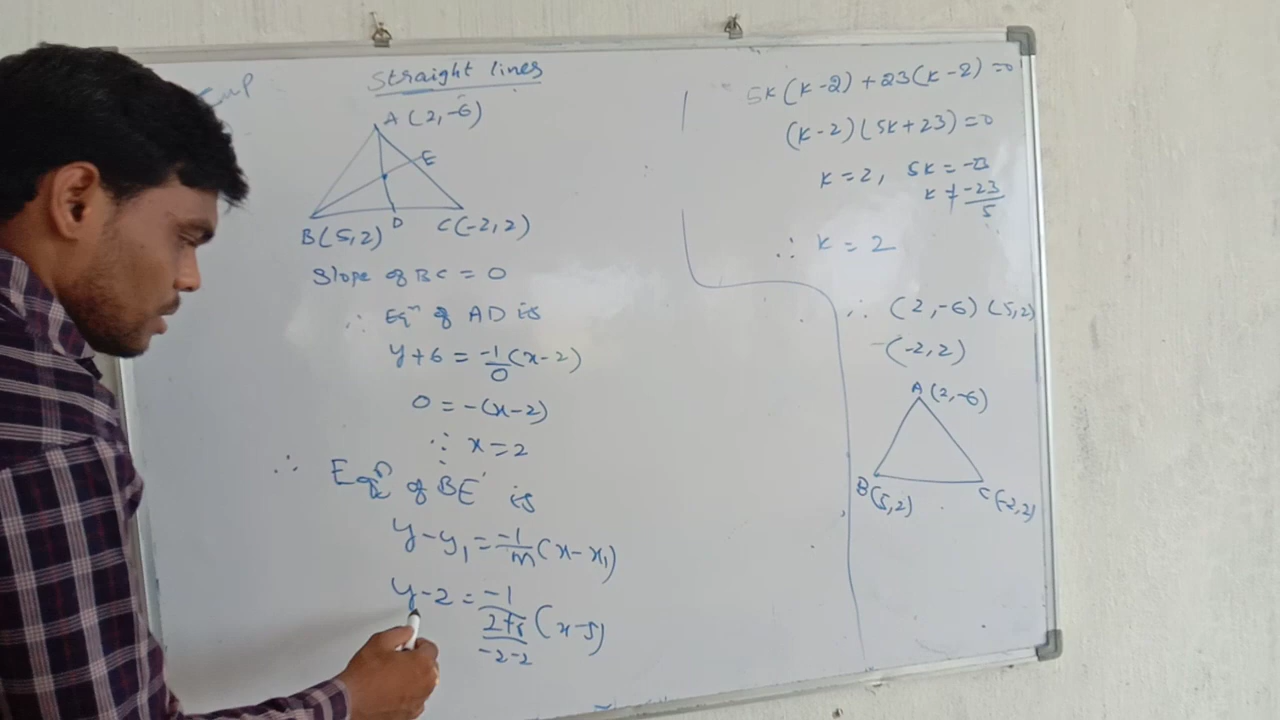 Straight lines
A (2, -6)
E
B(5, 2) D C(-2, 2)
Slope of BC = 0
∴ Eqn of AD is
y + 6 = -1/0 (x - 2)
0 = -(x - 2)
∴ x = 2
∴ Eqn of BE is
y - y₁ = -1/m (x - x₁)
y - 2 = -1/((2+6)/(-2-2)) (x - 5)
5K (K-2) + 23(K-2) = 0
(K-2) (5K + 23) = 0
K = 2, 5K = -23
K ≠ -23/5
∴ K = 2
∴ (2, -6) (5, 2)
(-2, 2)
A (2, -6)
B(5, 2) C(-2, 2)